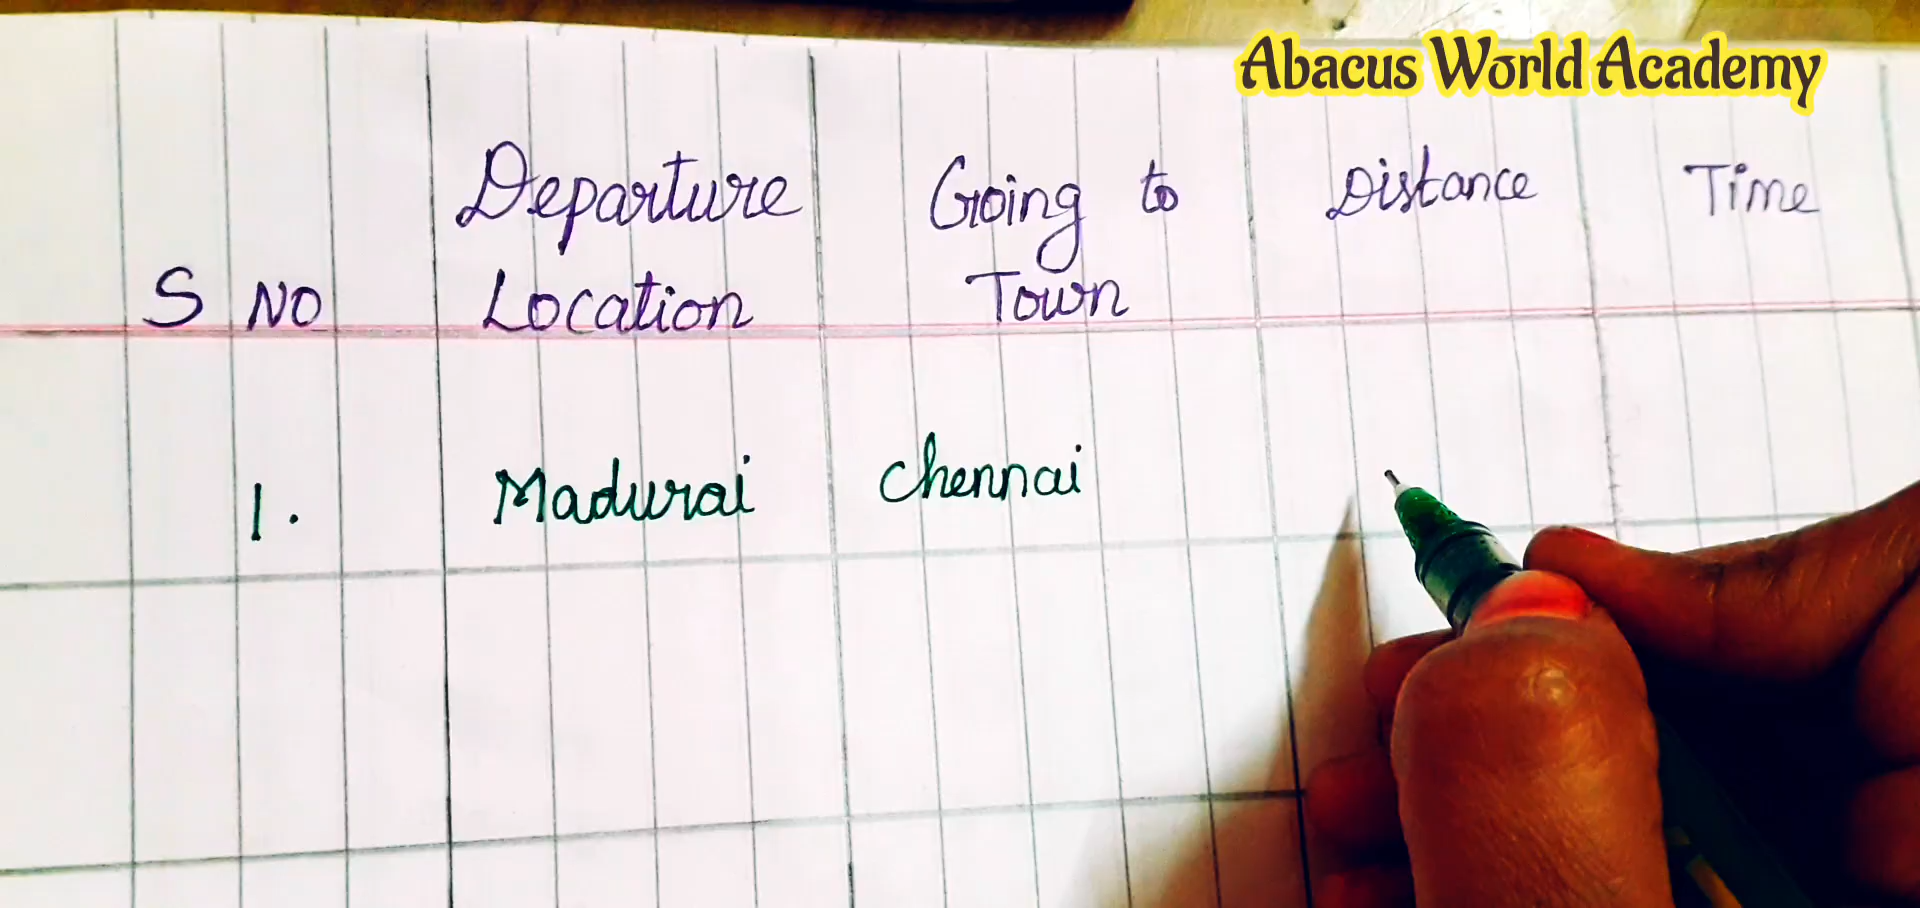 Abacus World Academy
Departure Going to Distance Time
S NO Location Town
1. Madurai Chennai